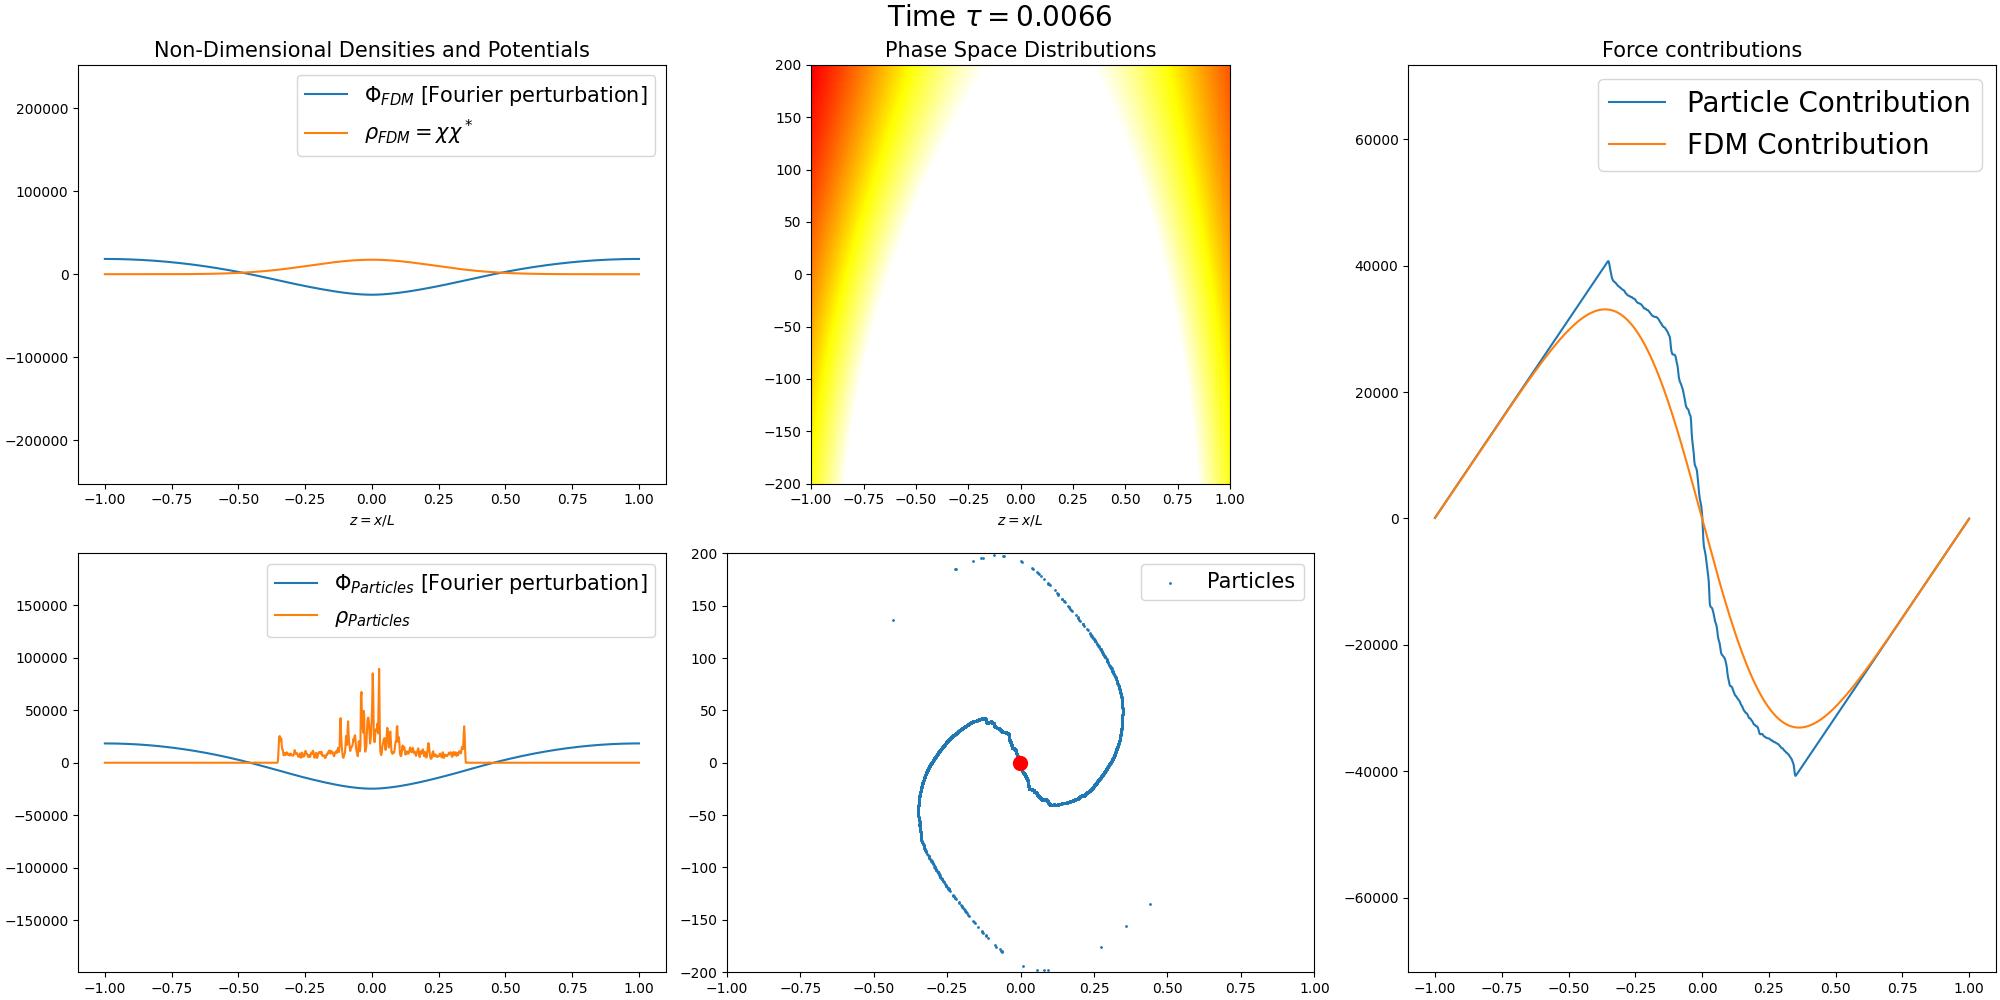 Time τ = 0.0066
Non-Dimensional Densities and Potentials
Φ_FDM [Fourier perturbation]
ρ_FDM = χχ*
200000
100000
0
−100000
−200000
−1.00 −0.75 −0.50 −0.25 0.00 0.25 0.50 0.75 1.00
z = x/L
Phase Space Distributions
200
150
100
50
0
−50
−100
−150
−200
−1.00 −0.75 −0.50 −0.25 0.00 0.25 0.50 0.75 1.00
z = x/L
Force contributions
Particle Contribution
FDM Contribution
60000
40000
20000
0
−20000
−40000
−60000
−1.00 −0.75 −0.50 −0.25 0.00 0.25 0.50 0.75 1.00
Φ_Particles [Fourier perturbation]
ρ_Particles
150000
100000
50000
0
−50000
−100000
−150000
−1.00 −0.75 −0.50 −0.25 0.00 0.25 0.50 0.75 1.00
Particles
200
150
100
50
0
−50
−100
−150
−200
−1.00 −0.75 −0.50 −0.25 0.00 0.25 0.50 0.75 1.00